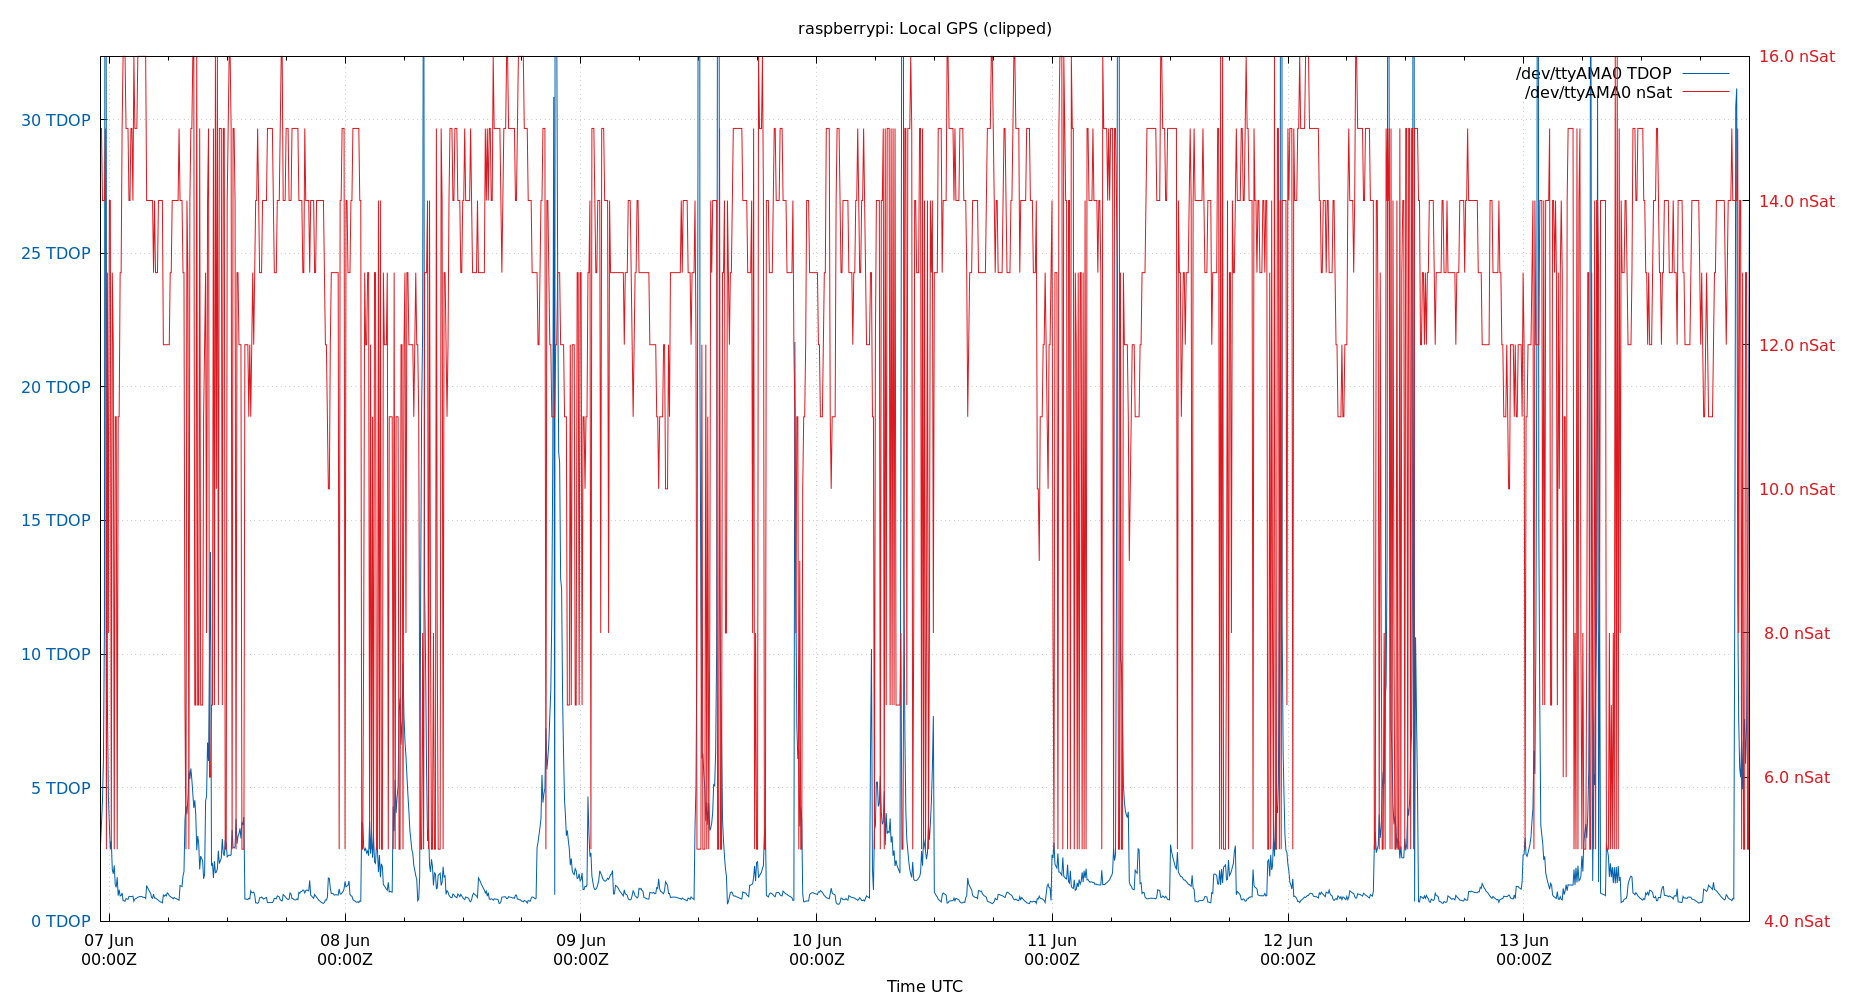 raspberrypi: Local GPS (clipped)
/dev/ttyAMA0 TDOP
/dev/ttyAMA0 nSat
30 TDOP
25 TDOP
20 TDOP
15 TDOP
10 TDOP
5 TDOP
0 TDOP
16.0 nSat
14.0 nSat
12.0 nSat
10.0 nSat
8.0 nSat
6.0 nSat
4.0 nSat
07 Jun 08 Jun 09 Jun 10 Jun 11 Jun 12 Jun 13 Jun
00:00Z 00:00Z 00:00Z 00:00Z 00:00Z 00:00Z 00:00Z
Time UTC